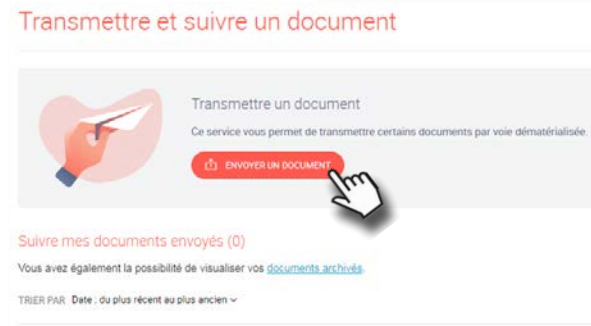 Transmettre et suivre un document
Transmettre un document
Ce service vous permet de transmettre certains documents par voie dématérialisée.
ENVOYER UN DOCUMENT
Suivre mes documents envoyés (0)
Vous avez également la possibilité de visualiser vos documents archivés.
TRIER PAR Date : du plus récent au plus ancien